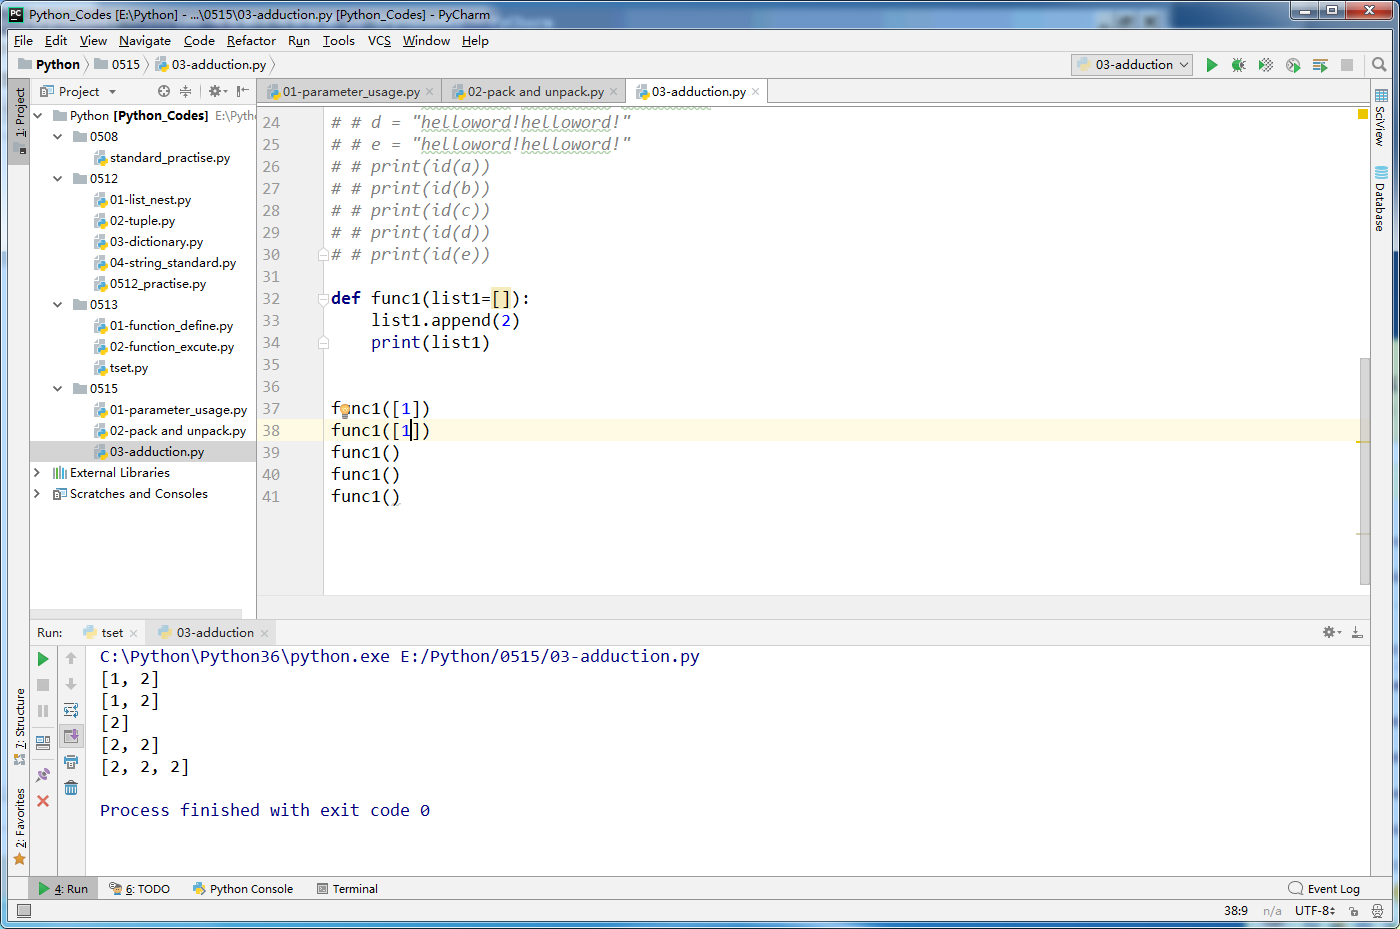 Python_Codes [E:\Python] - ...\0515\03-adduction.py [Python_Codes] - PyCharm
File Edit View Navigate Code Refactor Run Tools VCS Window Help
Python 0515 03-adduction.py 03-adduction
Project 01-parameter_usage.py 02-pack and unpack.py 03-adduction.py
1: Project
Python [Python_Codes] E:\Pyth
0508
standard_practise.py
0512
01-list_nest.py
02-tuple.py
03-dictionary.py
04-string_standard.py
0512_practise.py
0513
01-function_define.py
02-function_excute.py
tset.py
0515
01-parameter_usage.py
02-pack and unpack.py
03-adduction.py
External Libraries
Scratches and Consoles
24 # # d = "helloword!helloword!"
25 # # e = "helloword!helloword!"
26 # # print(id(a))
27 # # print(id(b))
28 # # print(id(c))
29 # # print(id(d))
30 # # print(id(e))
31
32 def func1(list1=[]):
33     list1.append(2)
34     print(list1)
35
36
37 func1([1])
38 func1([1])
39 func1()
40 func1()
41 func1()
SciView
Database
Run: tset 03-adduction
C:\Python\Python36\python.exe E:/Python/0515/03-adduction.py
[1, 2]
[1, 2]
[2]
[2, 2]
[2, 2, 2]
Process finished with exit code 0
7: Structure
2: Favorites
4: Run 6: TODO Python Console Terminal Event Log
38:9 n/a UTF-8